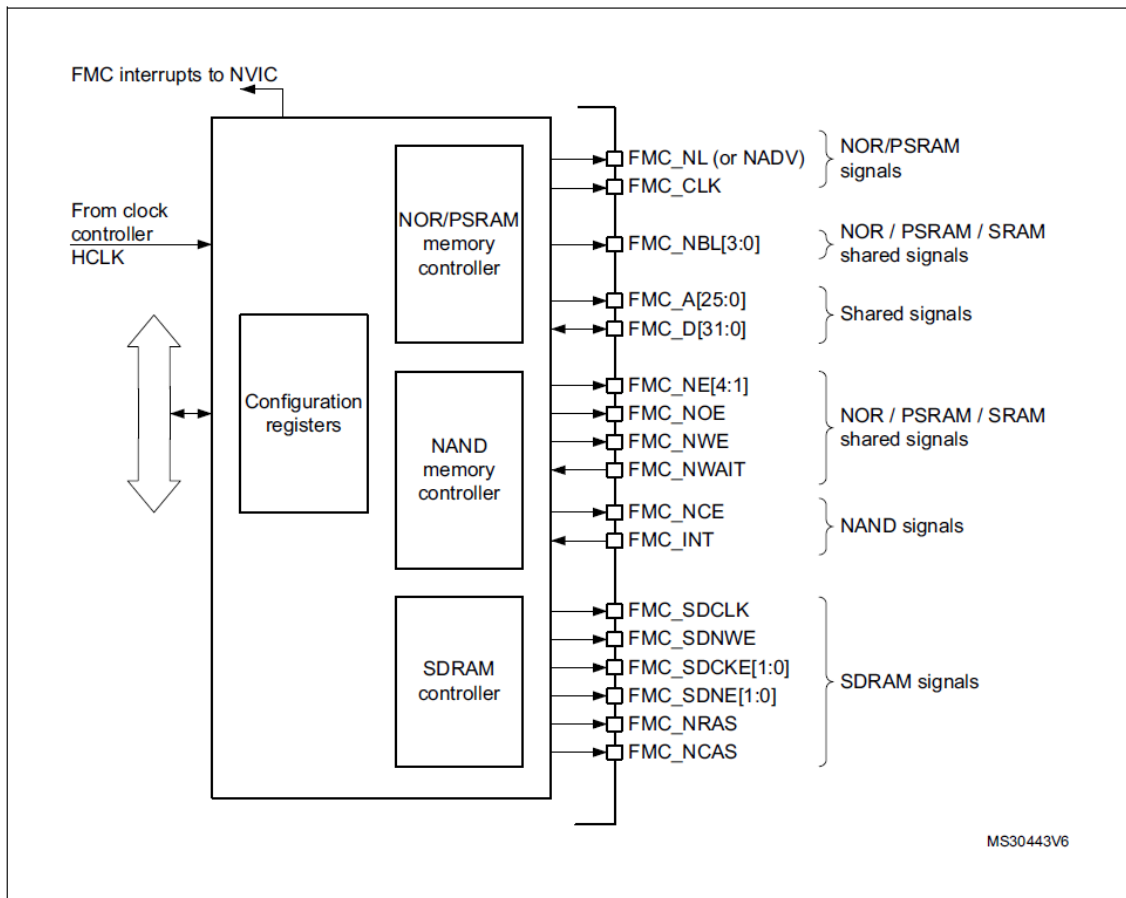 FMC interrupts to NVIC
From clock
controller
HCLK
Configuration
registers
NOR/PSRAM
memory
controller
NAND
memory
controller
SDRAM
controller
FMC_NL (or NADV)
FMC_CLK
NOR/PSRAM
signals
FMC_NBL[3:0]
NOR / PSRAM / SRAM
shared signals
FMC_A[25:0]
FMC_D[31:0]
Shared signals
FMC_NE[4:1]
FMC_NOE
FMC_NWE
FMC_NWAIT
NOR / PSRAM / SRAM
shared signals
FMC_NCE
FMC_INT
NAND signals
FMC_SDCLK
FMC_SDNWE
FMC_SDCKE[1:0]
FMC_SDNE[1:0]
FMC_NRAS
FMC_NCAS
SDRAM signals
MS30443V6